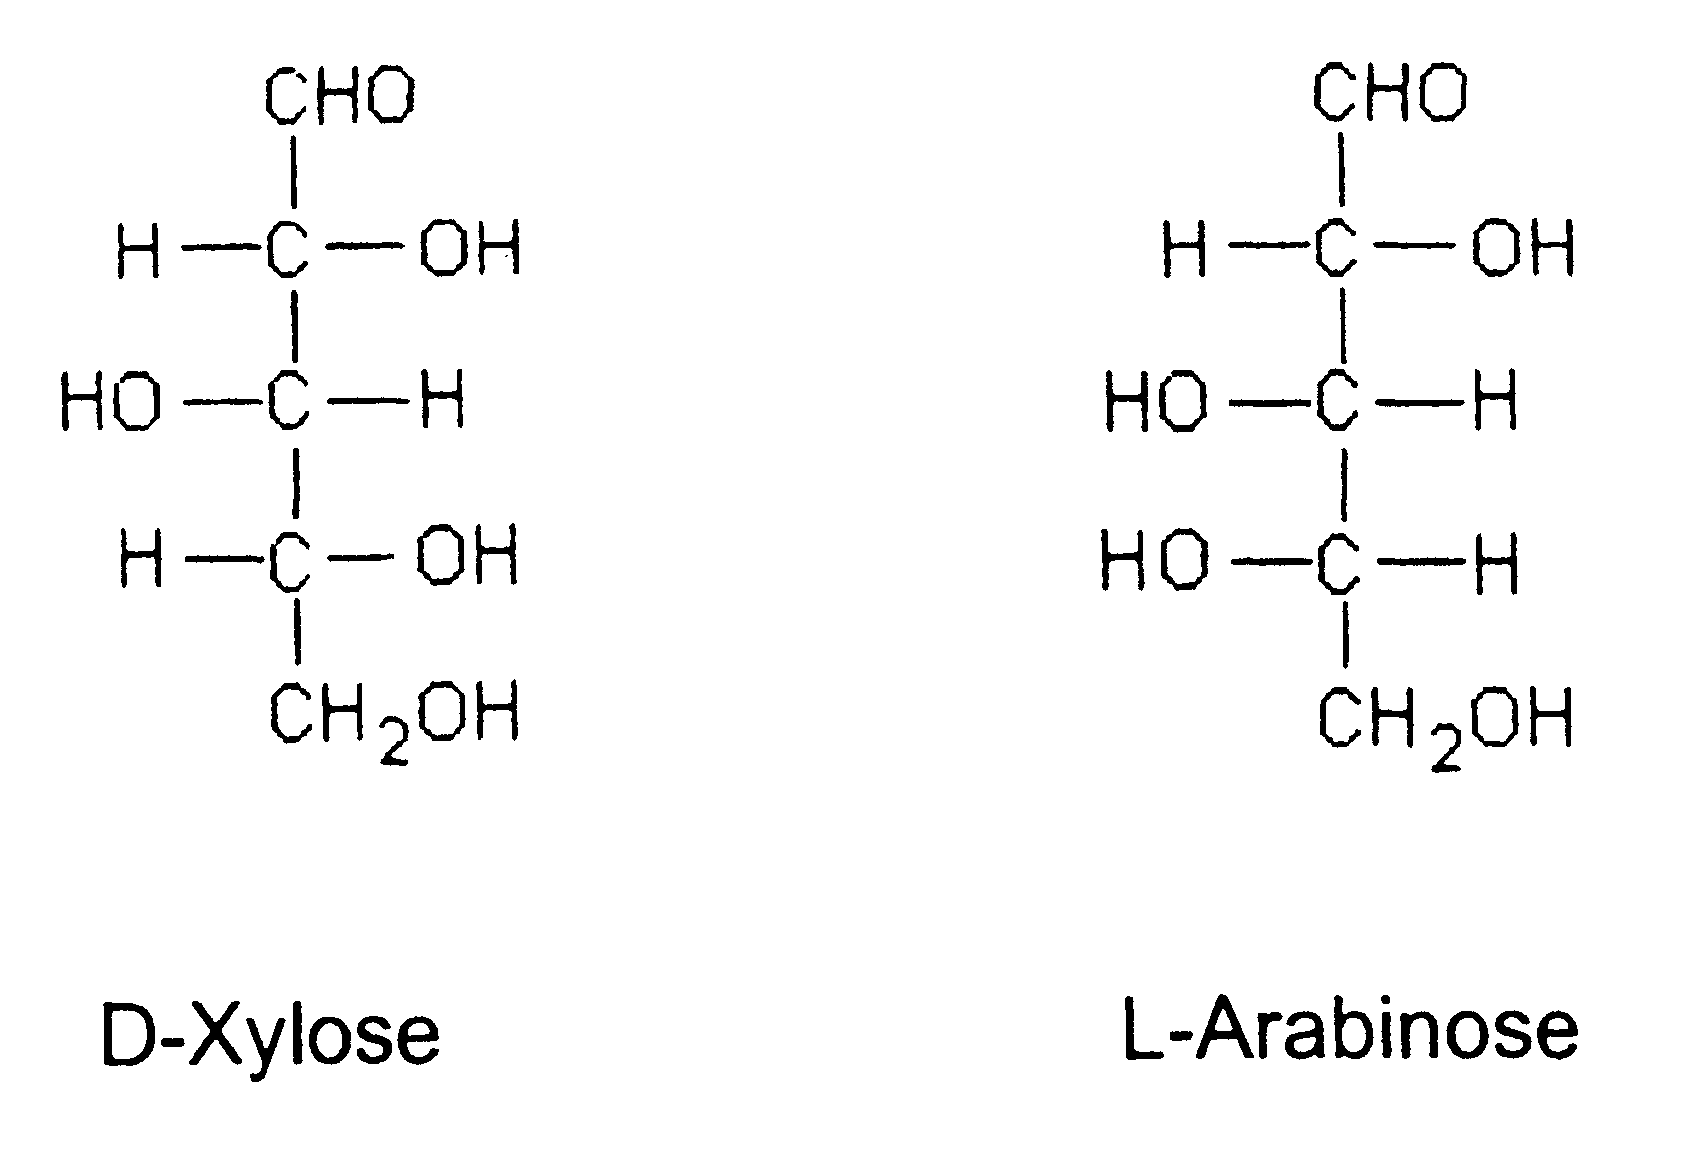 CHO
H C OH
HO C H
H C OH
CH2OH
D-Xylose
CHO
H C OH
HO C H
HO C H
CH2OH
L-Arabinose